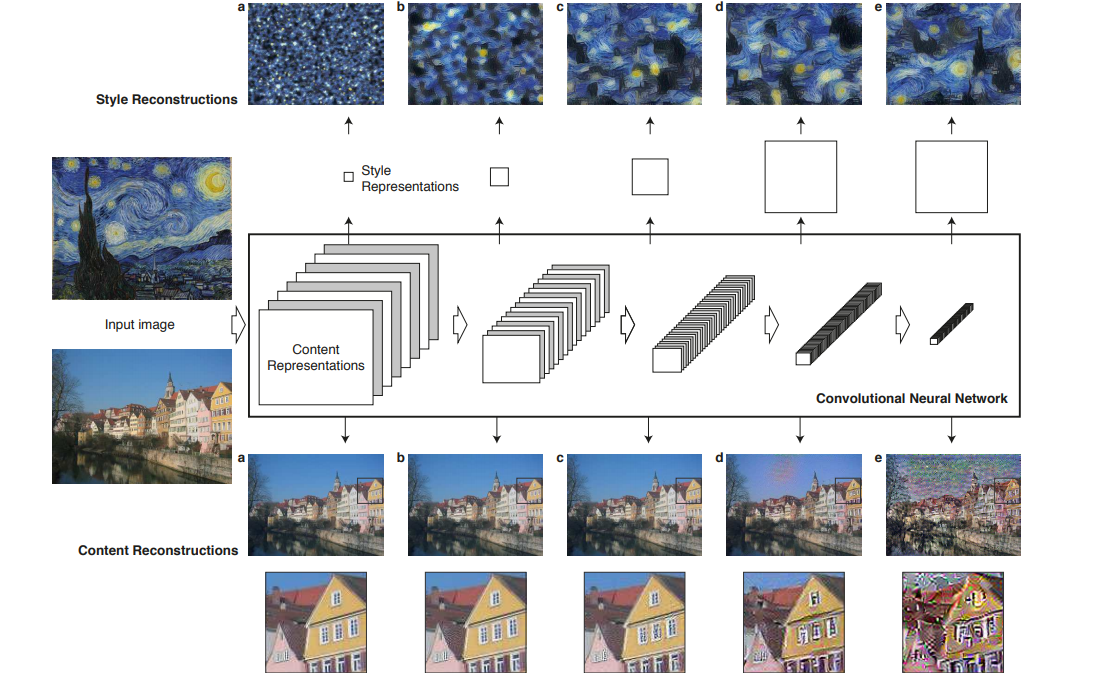 a b c d e
Style Reconstructions
Style
Representations
Input image
Content
Representations
Convolutional Neural Network
a b c d e
Content Reconstructions